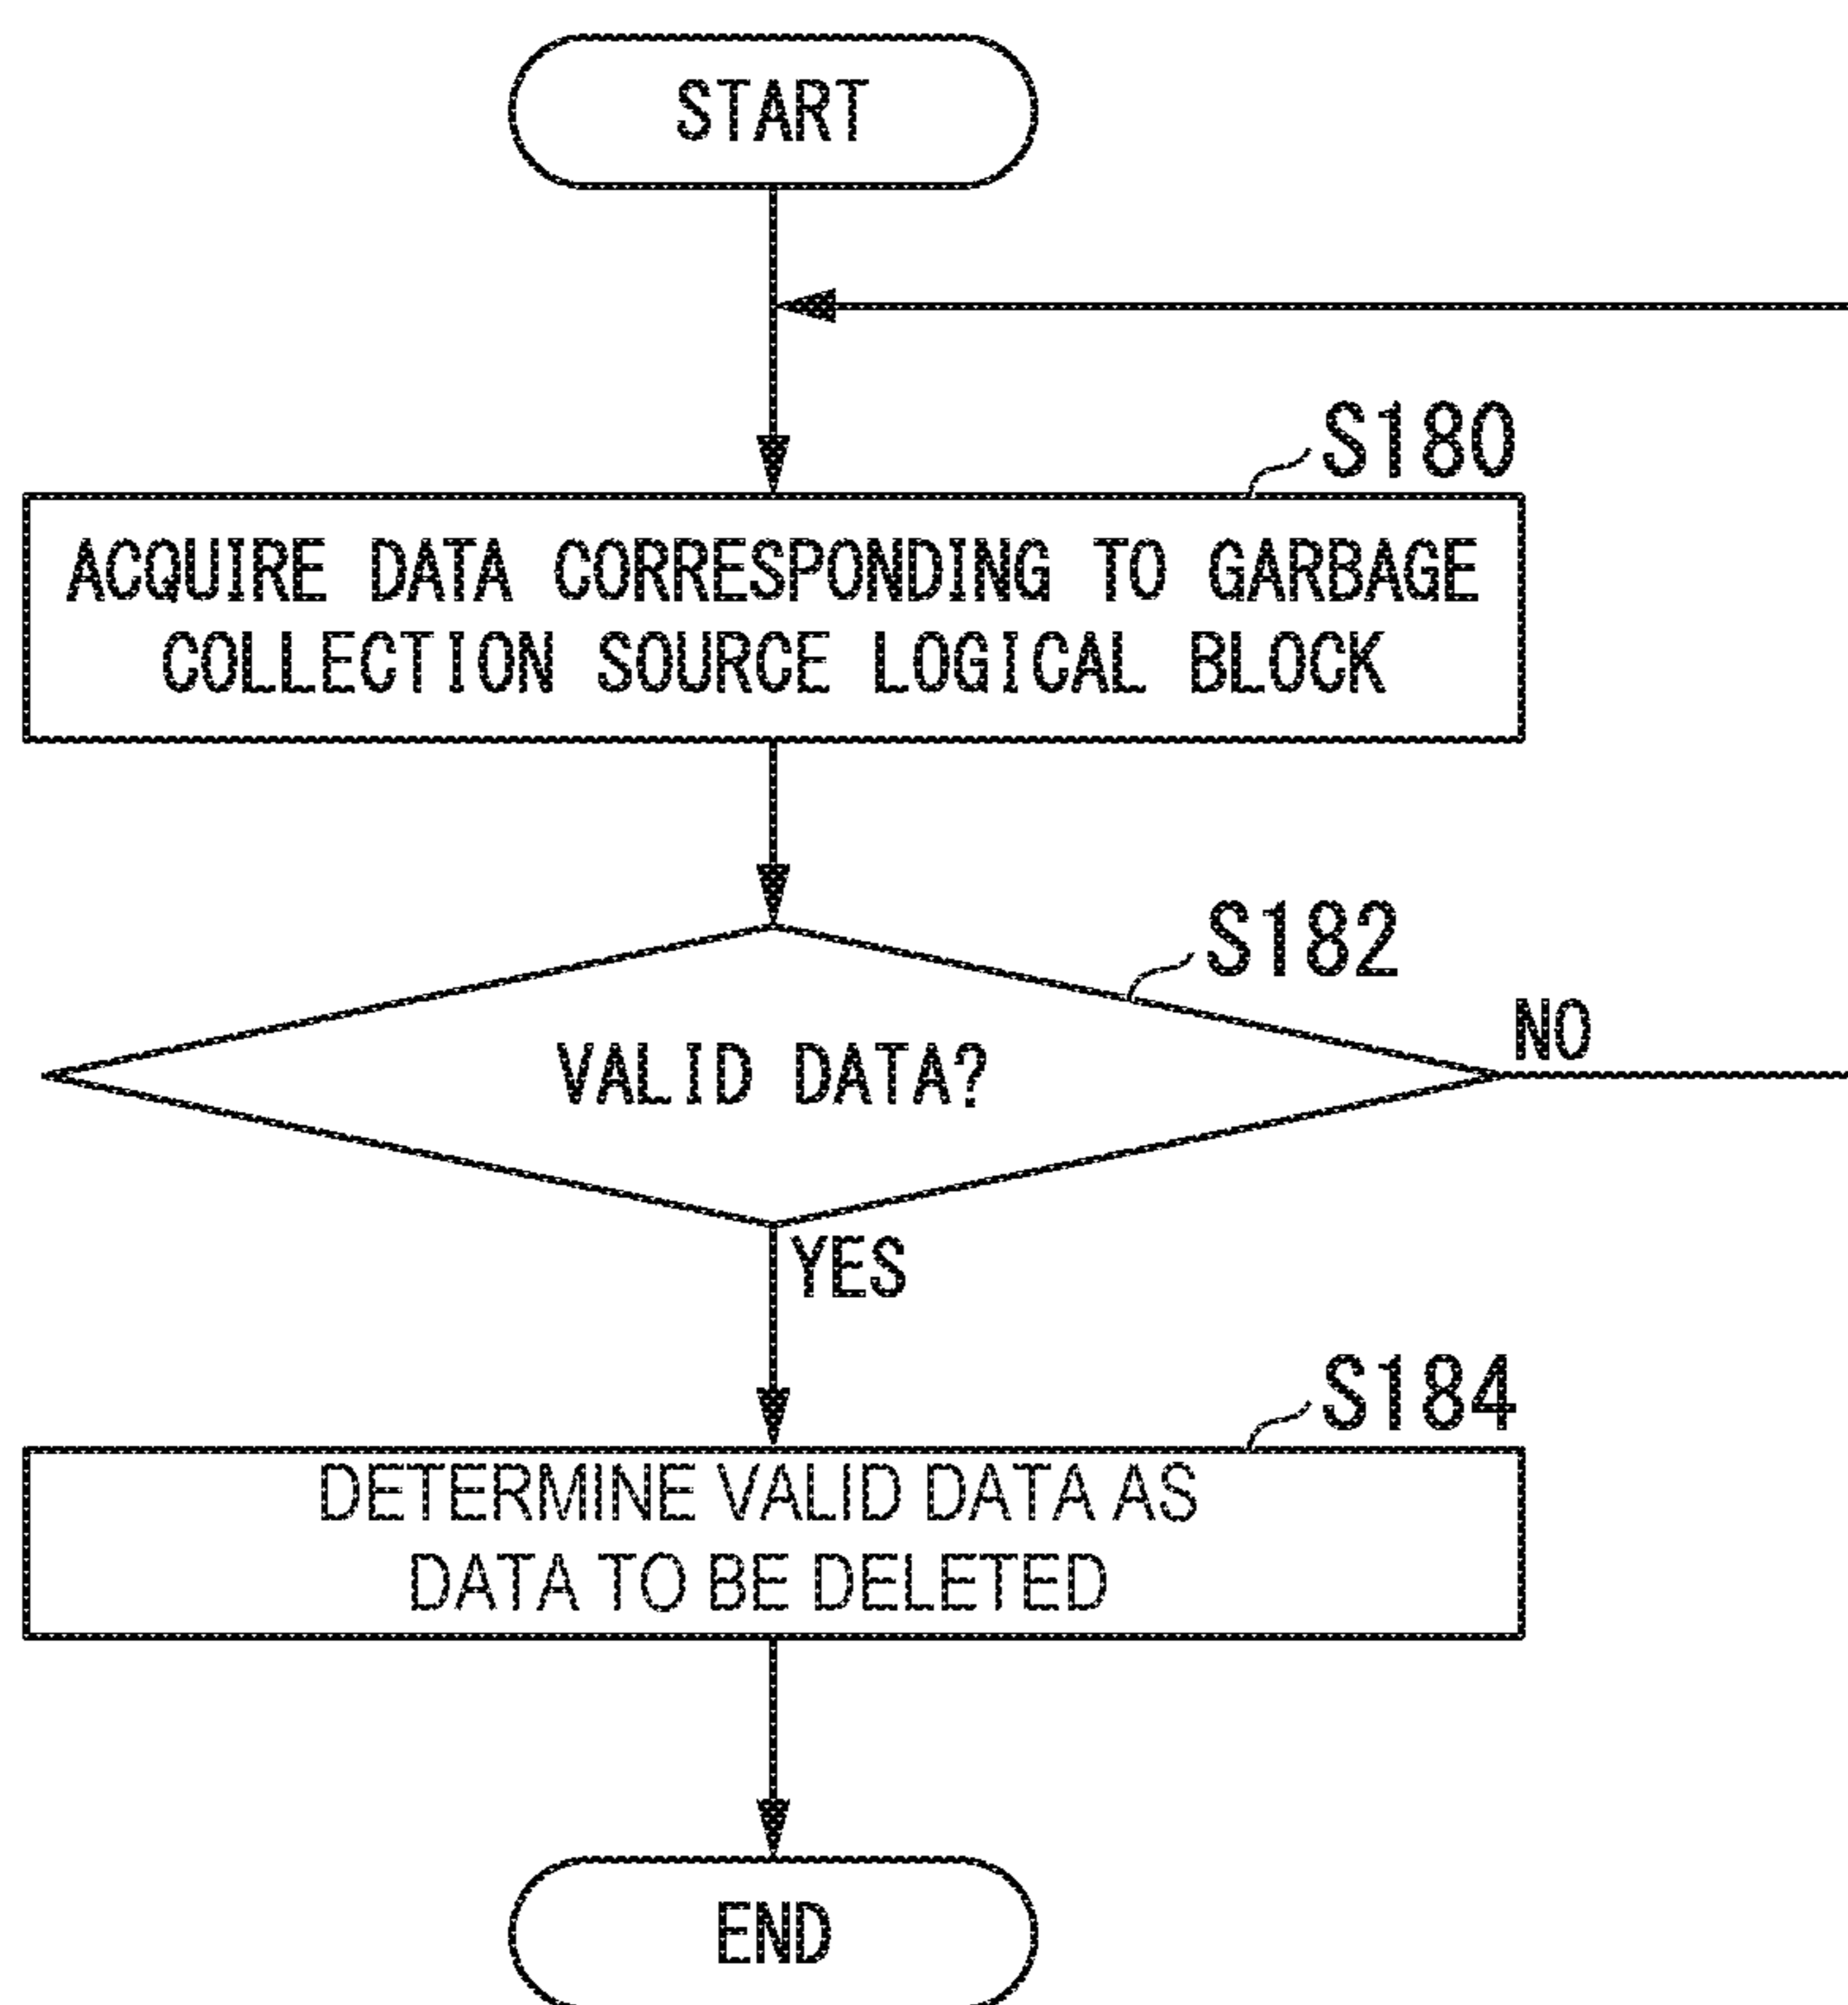 START
S180
ACQUIRE DATA CORRESPONDING TO GARBAGE
COLLECTION SOURCE LOGICAL BLOCK
S182
VALID DATA?
NO
YES
S184
DETERMINE VALID DATA AS
DATA TO BE DELETED
END